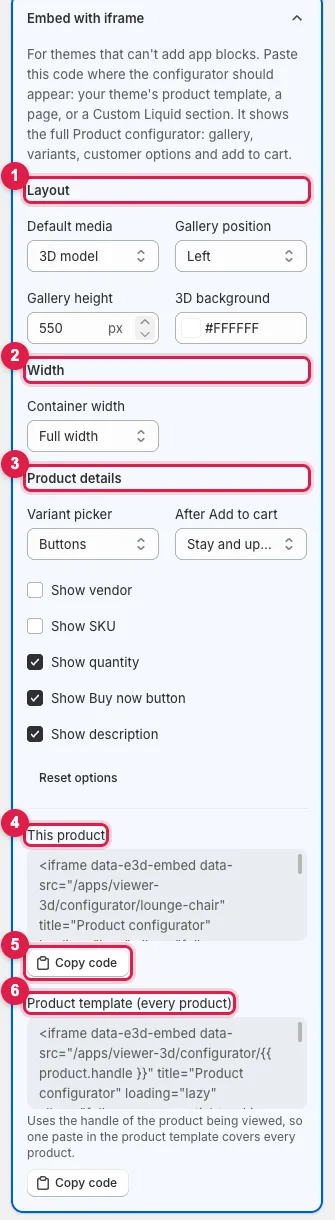 Embed with iframe
For themes that can't add app blocks. Paste
this code where the configurator should
appear: your theme's product template, a
page, or a Custom Liquid section. It shows
the full Product configurator: gallery,
variants, customer options and add to cart.
1
Layout
Default media
Gallery position
3D model
Left
Gallery height
3D background
550 px
#FFFFFF
2
Width
Container width
Full width
3
Product details
Variant picker
After Add to cart
Buttons
Stay and up...
Show vendor
Show SKU
Show quantity
Show Buy now button
Show description
Reset options
4
This product
<iframe data-e3d-embed data-
src="/apps/viewer-
3d/configurator/lounge-chair"
title="Product configurator"
5
Copy code
6
Product template (every product)
<iframe data-e3d-embed data-
src="/apps/viewer-3d/configurator/{{
product.handle }}" title="Product
configurator" loading="lazy"
Uses the handle of the product being viewed, so
one paste in the product template covers every
product.
Copy code